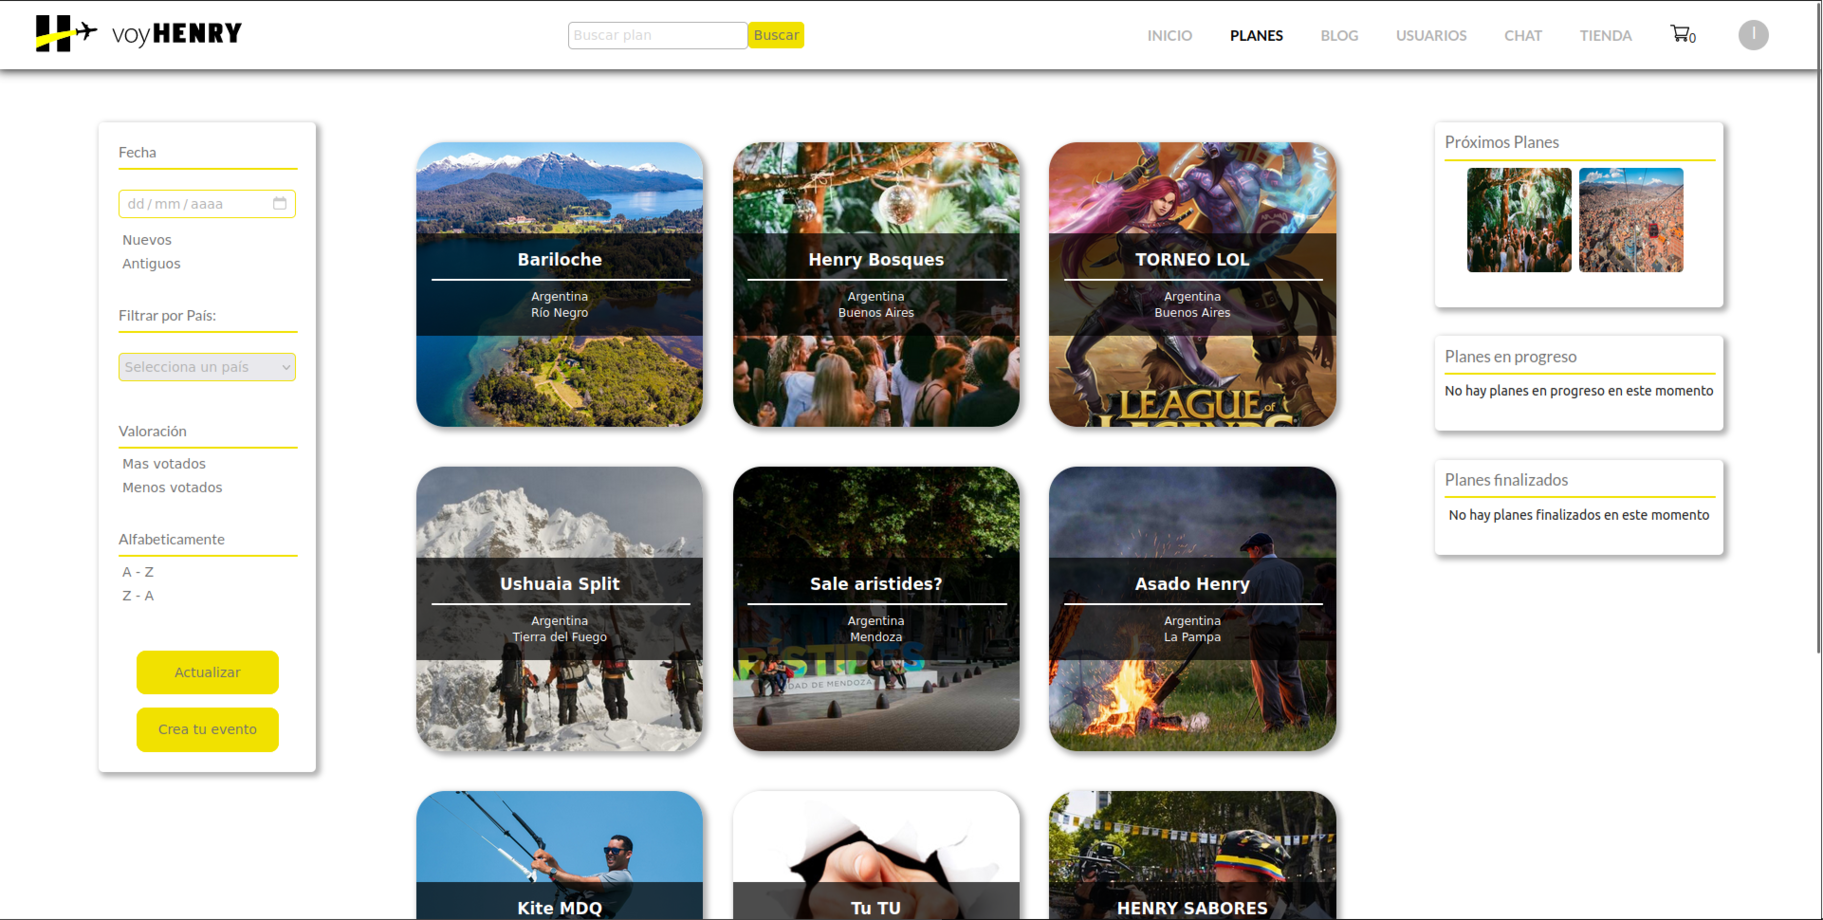 voyHENRY
Buscar plan
Buscar
INICIO
PLANES
BLOG
USUARIOS
CHAT
TIENDA
0
I
Fecha
dd / mm / aaaa
Nuevos
Antiguos
Filtrar por País:
Selecciona un país
Valoración
Mas votados
Menos votados
Alfabeticamente
A - Z
Z - A
Actualizar
Crea tu evento
Bariloche
Argentina
Río Negro
Henry Bosques
Argentina
Buenos Aires
TORNEO LOL
Argentina
Buenos Aires
LEAGUE of
LEGENDS
Ushuaia Split
Argentina
Tierra del Fuego
Sale aristides?
Argentina
Mendoza
ARÍSTIDES
DAD DE MENDOZA
Asado Henry
Argentina
La Pampa
Kite MDQ
Tu TU
HENRY SABORES
Próximos Planes
Planes en progreso
No hay planes en progreso en este momento
Planes finalizados
No hay planes finalizados en este momento